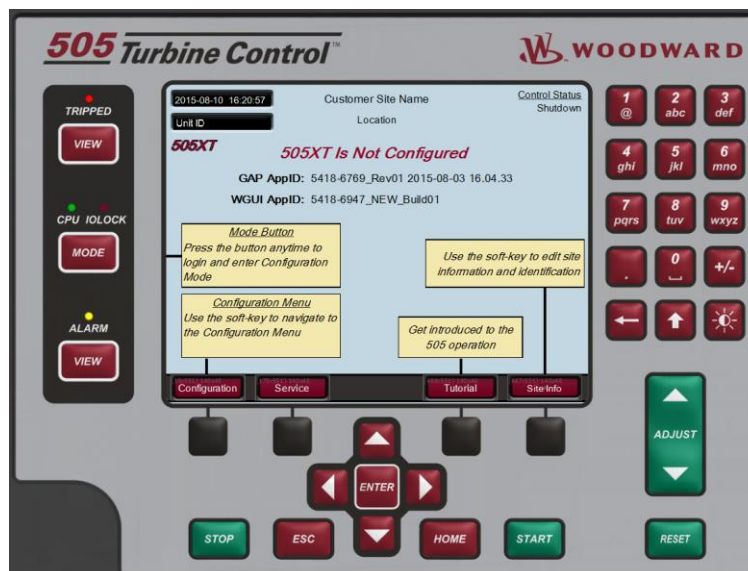 505 Turbine Control™
WOODWARD
TRIPPED
VIEW
CPU IOLOCK
MODE
ALARM
VIEW
2015-08-10 16:20:57
Unit ID
Customer Site Name
Location
Control Status
Shutdown
505XT
505XT Is Not Configured
GAP AppID: 5418-6769_Rev01 2015-08-03 16.04.33
WGUI AppID: 5418-6947_NEW_Build01
Mode Button
Press the button anytime to
login and enter Configuration
Mode
Configuration Menu
Use the soft-key to navigate to
the Configuration Menu
Use the soft-key to edit site
information and identification
Get introduced to the
505 operation
Configuration
Service
Tutorial
Site Info
1
@
2
abc
3
def
4
ghi
5
jkl
6
mno
7
pqrs
8
tuv
9
wxyz
.
0
+/-
ADJUST
ENTER
STOP
ESC
HOME
START
RESET